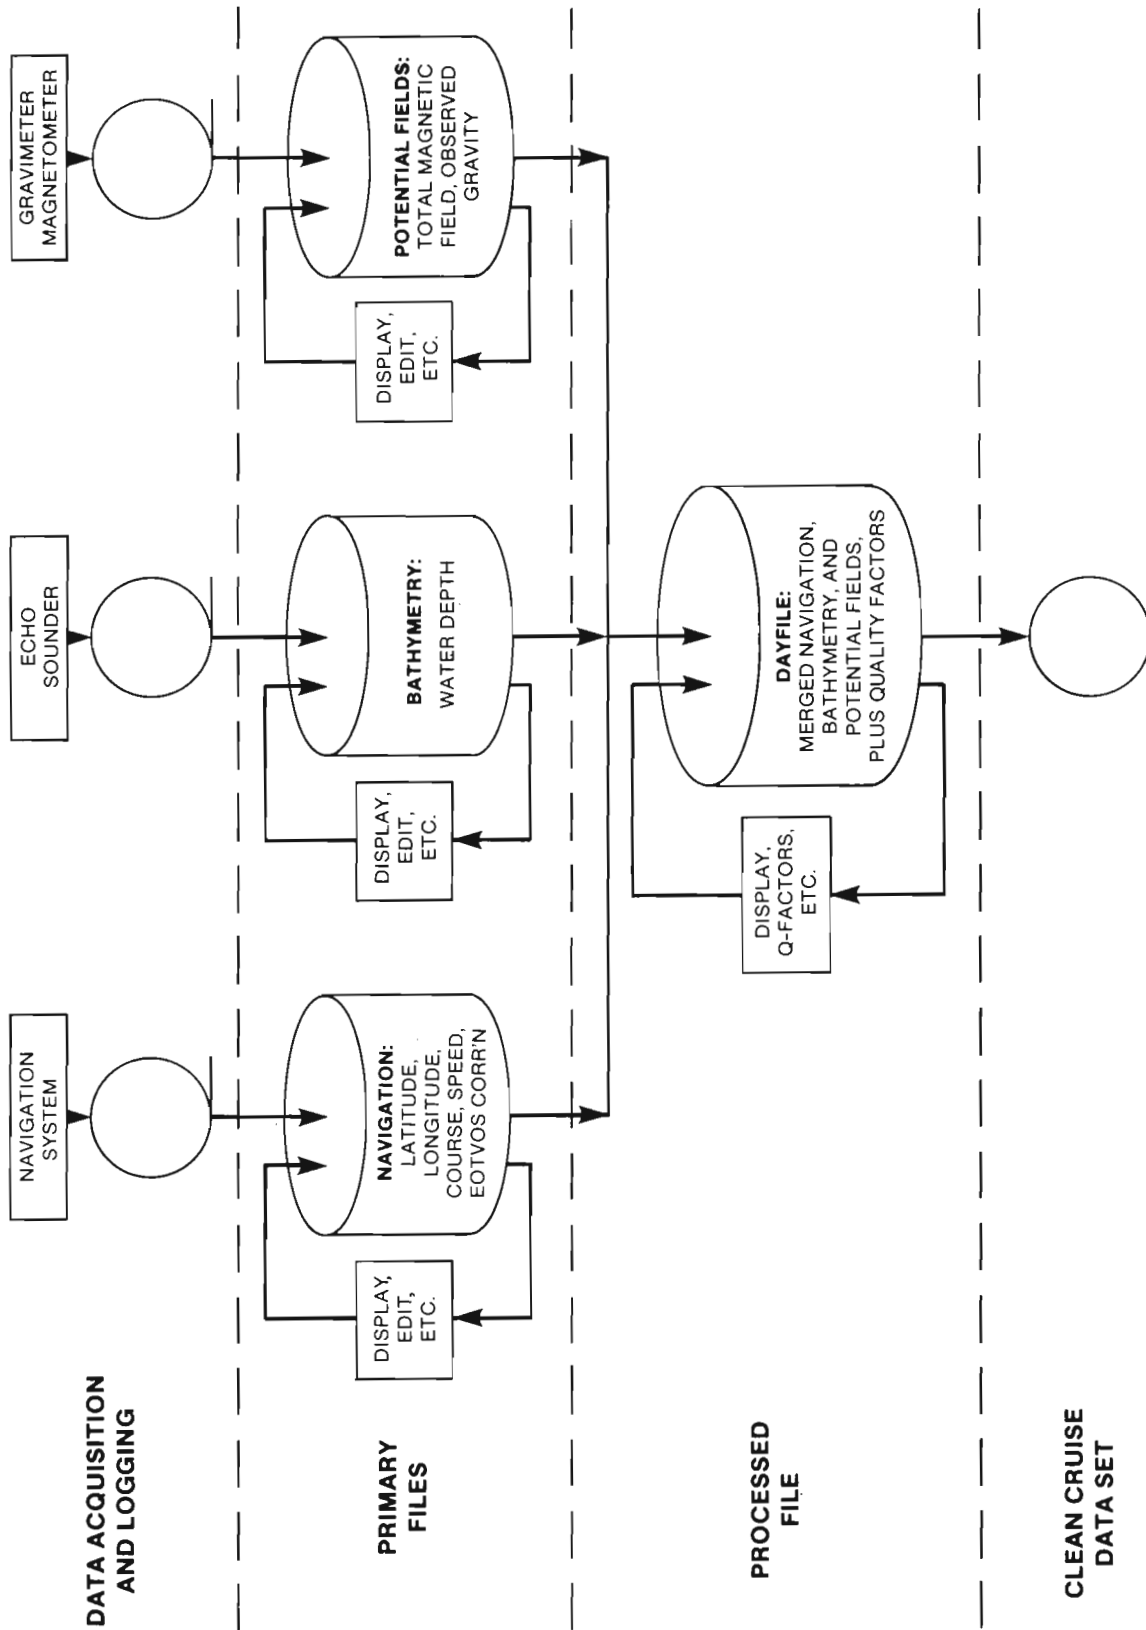 DATA ACQUISITION
AND LOGGING
NAVIGATION
SYSTEM
ECHO
SOUNDER
GRAVIMETER
MAGNETOMETER
PRIMARY
FILES
DISPLAY,
EDIT,
ETC.
NAVIGATION:
LATITUDE,
LONGITUDE,
COURSE, SPEED,
EOTVOS CORR'N
DISPLAY,
EDIT,
ETC.
BATHYMETRY:
WATER DEPTH
DISPLAY,
EDIT,
ETC.
POTENTIAL FIELDS:
TOTAL MAGNETIC
FIELD, OBSERVED
GRAVITY
PROCESSED
FILE
DISPLAY,
Q-FACTORS,
ETC.
DAYFILE:
MERGED NAVIGATION,
BATHYMETRY, AND
POTENTIAL FIELDS,
PLUS QUALITY FACTORS
CLEAN CRUISE
DATA SET